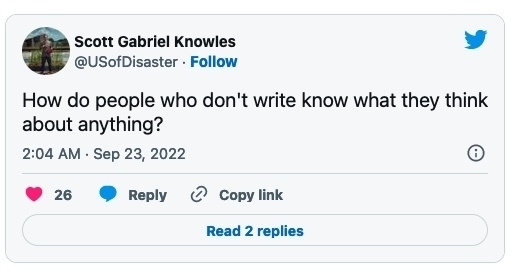 Scott Gabriel Knowles
@USofDisaster · Follow
How do people who don't write know what they think
about anything?
2:04 AM · Sep 23, 2022
26 Reply Copy link
Read 2 replies